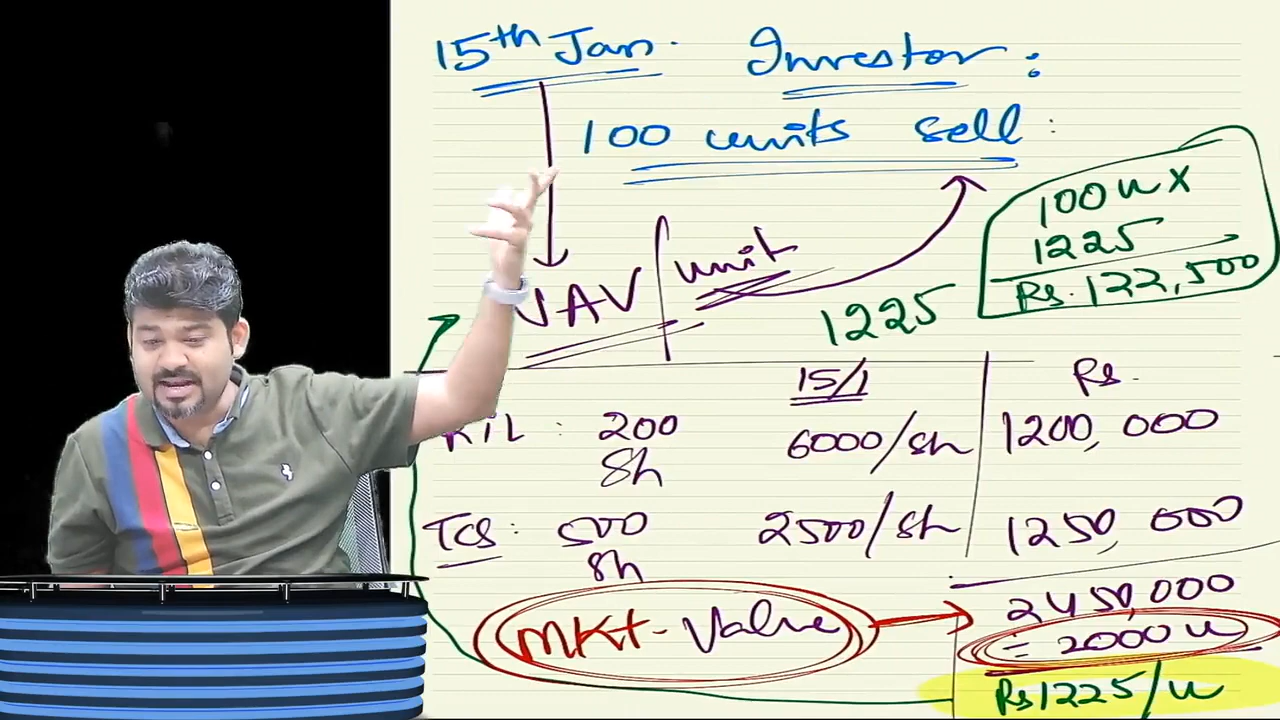 15th Jan. Investor :
100 units sell :
100 u x
1225
Rs. 122,500
NAV / unit
1225
15/1 Rs.
RIL : 200 Sh 6000/Sh 1200,000
TCS : 500 Sh 2500/Sh 1250,000
2450,000
MKt- Value
÷ 2000 u
Rs 1225/u